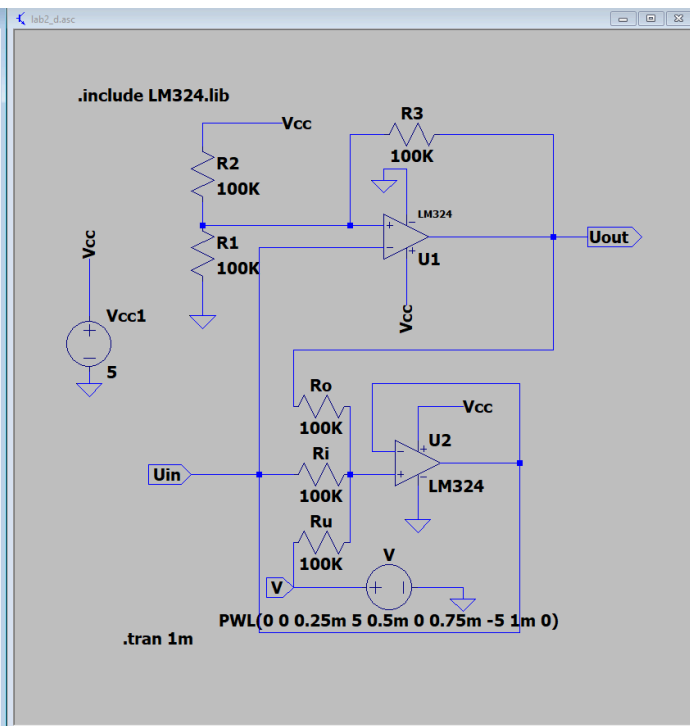 lab2_d.asc
.include LM324.lib
Vcc
R3
100K
R2
100K
LM324
R1
100K
U1
Uout
Vcc
Vcc
Vcc1
5
Ro
100K
Vcc
U2
Ri
Uin
100K
LM324
Ru
100K
V
V
PWL(0 0 0.25m 5 0.5m 0 0.75m -5 1m 0)
.tran 1m